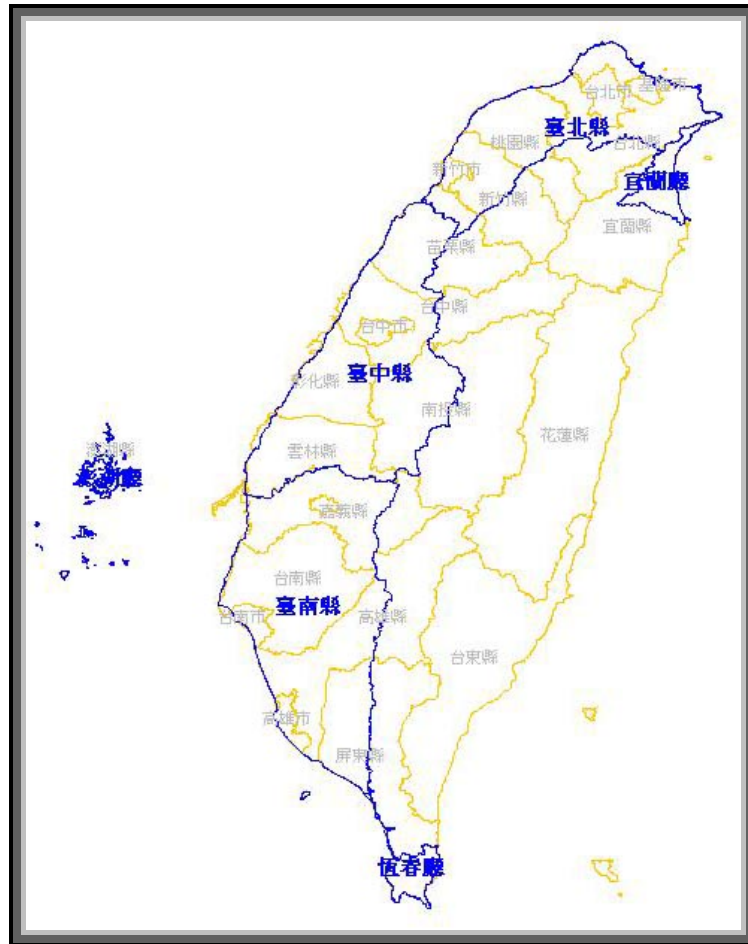 基隆市
台北市
臺北縣
桃園縣
台北縣
新竹市
宜蘭廳
新竹縣
宜蘭縣
苗栗縣
台中縣
台中市
臺中縣
彰化縣
南投縣
花蓮縣
雲林縣
澎湖縣
澎湖廳
嘉義縣
台南縣
臺南縣
台南市
高雄縣
台東縣
高雄市
屏東縣
恆春廳